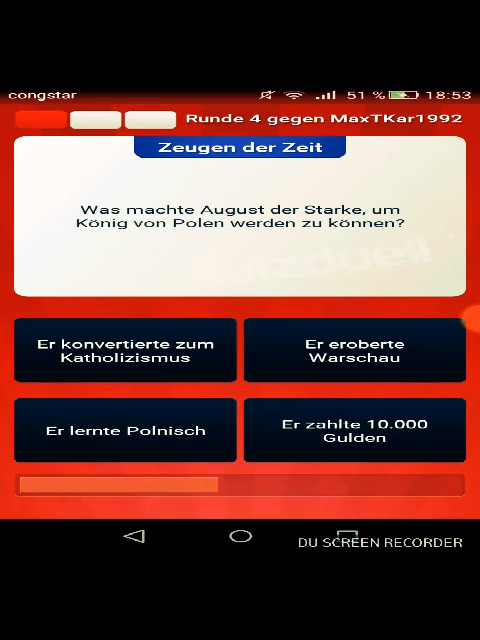 congstar 51 % 18:53
Runde 4 gegen MaxTKar1992
Zeugen der Zeit
Was machte August der Starke, um
König von Polen werden zu können?
quizduell
Er konvertierte zum
Katholizismus
Er eroberte
Warschau
Er lernte Polnisch
Er zahlte 10.000
Gulden
DU SCREEN RECORDER